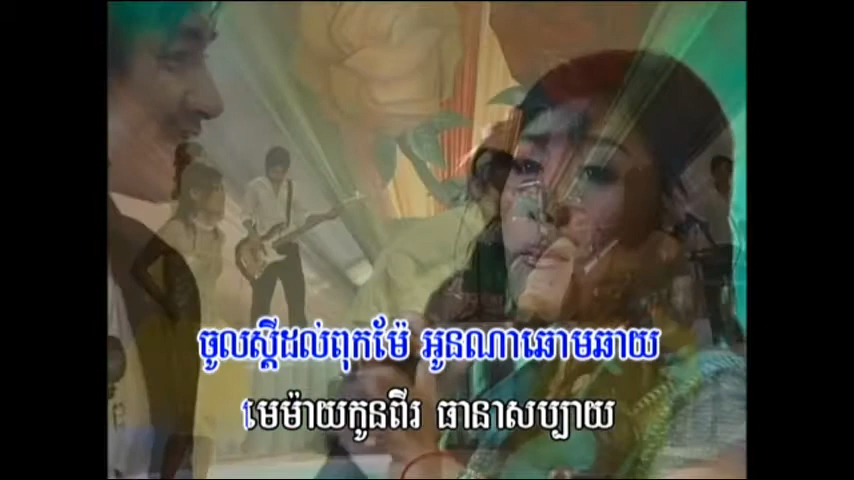 ចូលស្ដីដល់ពុកម៉ែ អូនណាឆោមឆាយ
មេម៉ាយកូនពីរ ធានាសប្បាយ